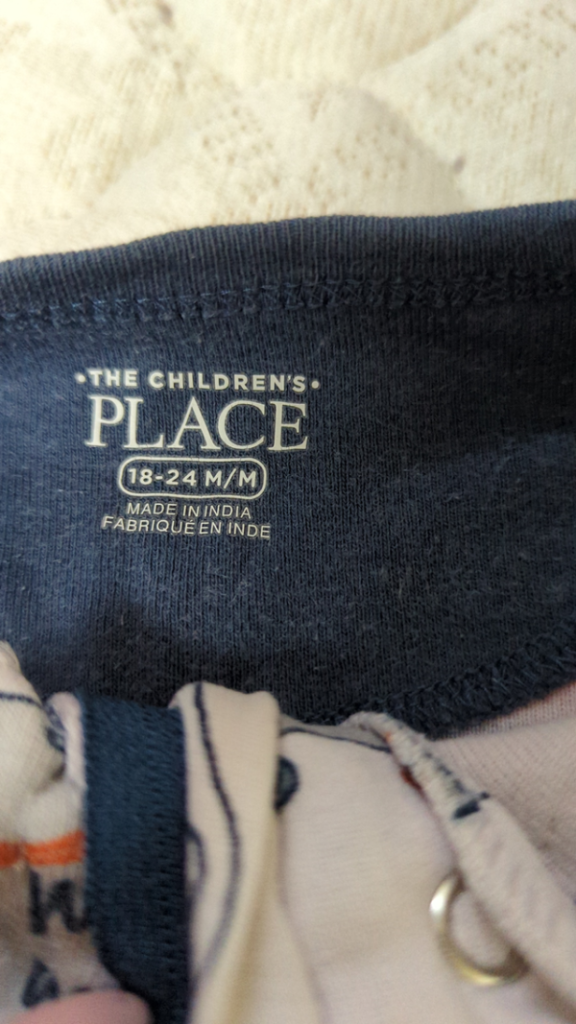 •THE CHILDREN'S•
PLACE
18-24 M/M
MADE IN INDIA
FABRIQUÉ EN INDE